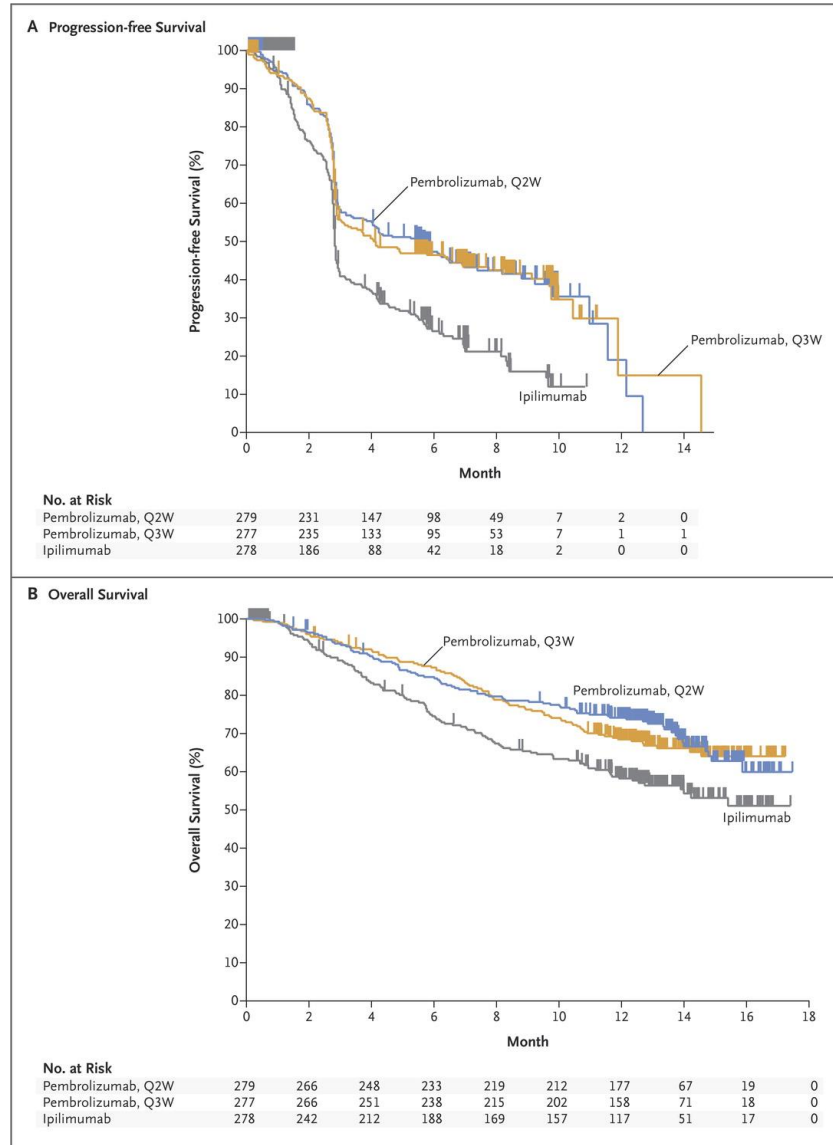 A Progression-free Survival
100
90
80
70
60
50
40
30
20
10
0
Progression-free Survival (%)
Pembrolizumab, Q2W
Pembrolizumab, Q3W
Ipilimumab
0 2 4 6 8 10 12 14
Month
No. at Risk
Pembrolizumab, Q2W 279 231 147 98 49 7 2 0
Pembrolizumab, Q3W 277 235 133 95 53 7 1 1
Ipilimumab 278 186 88 42 18 2 0 0
B Overall Survival
100
90
80
70
60
50
40
30
20
10
0
Overall Survival (%)
Pembrolizumab, Q3W
Pembrolizumab, Q2W
Ipilimumab
0 2 4 6 8 10 12 14 16 18
Month
No. at Risk
Pembrolizumab, Q2W 279 266 248 233 219 212 177 67 19 0
Pembrolizumab, Q3W 277 266 251 238 215 202 158 71 18 0
Ipilimumab 278 242 212 188 169 157 117 51 17 0